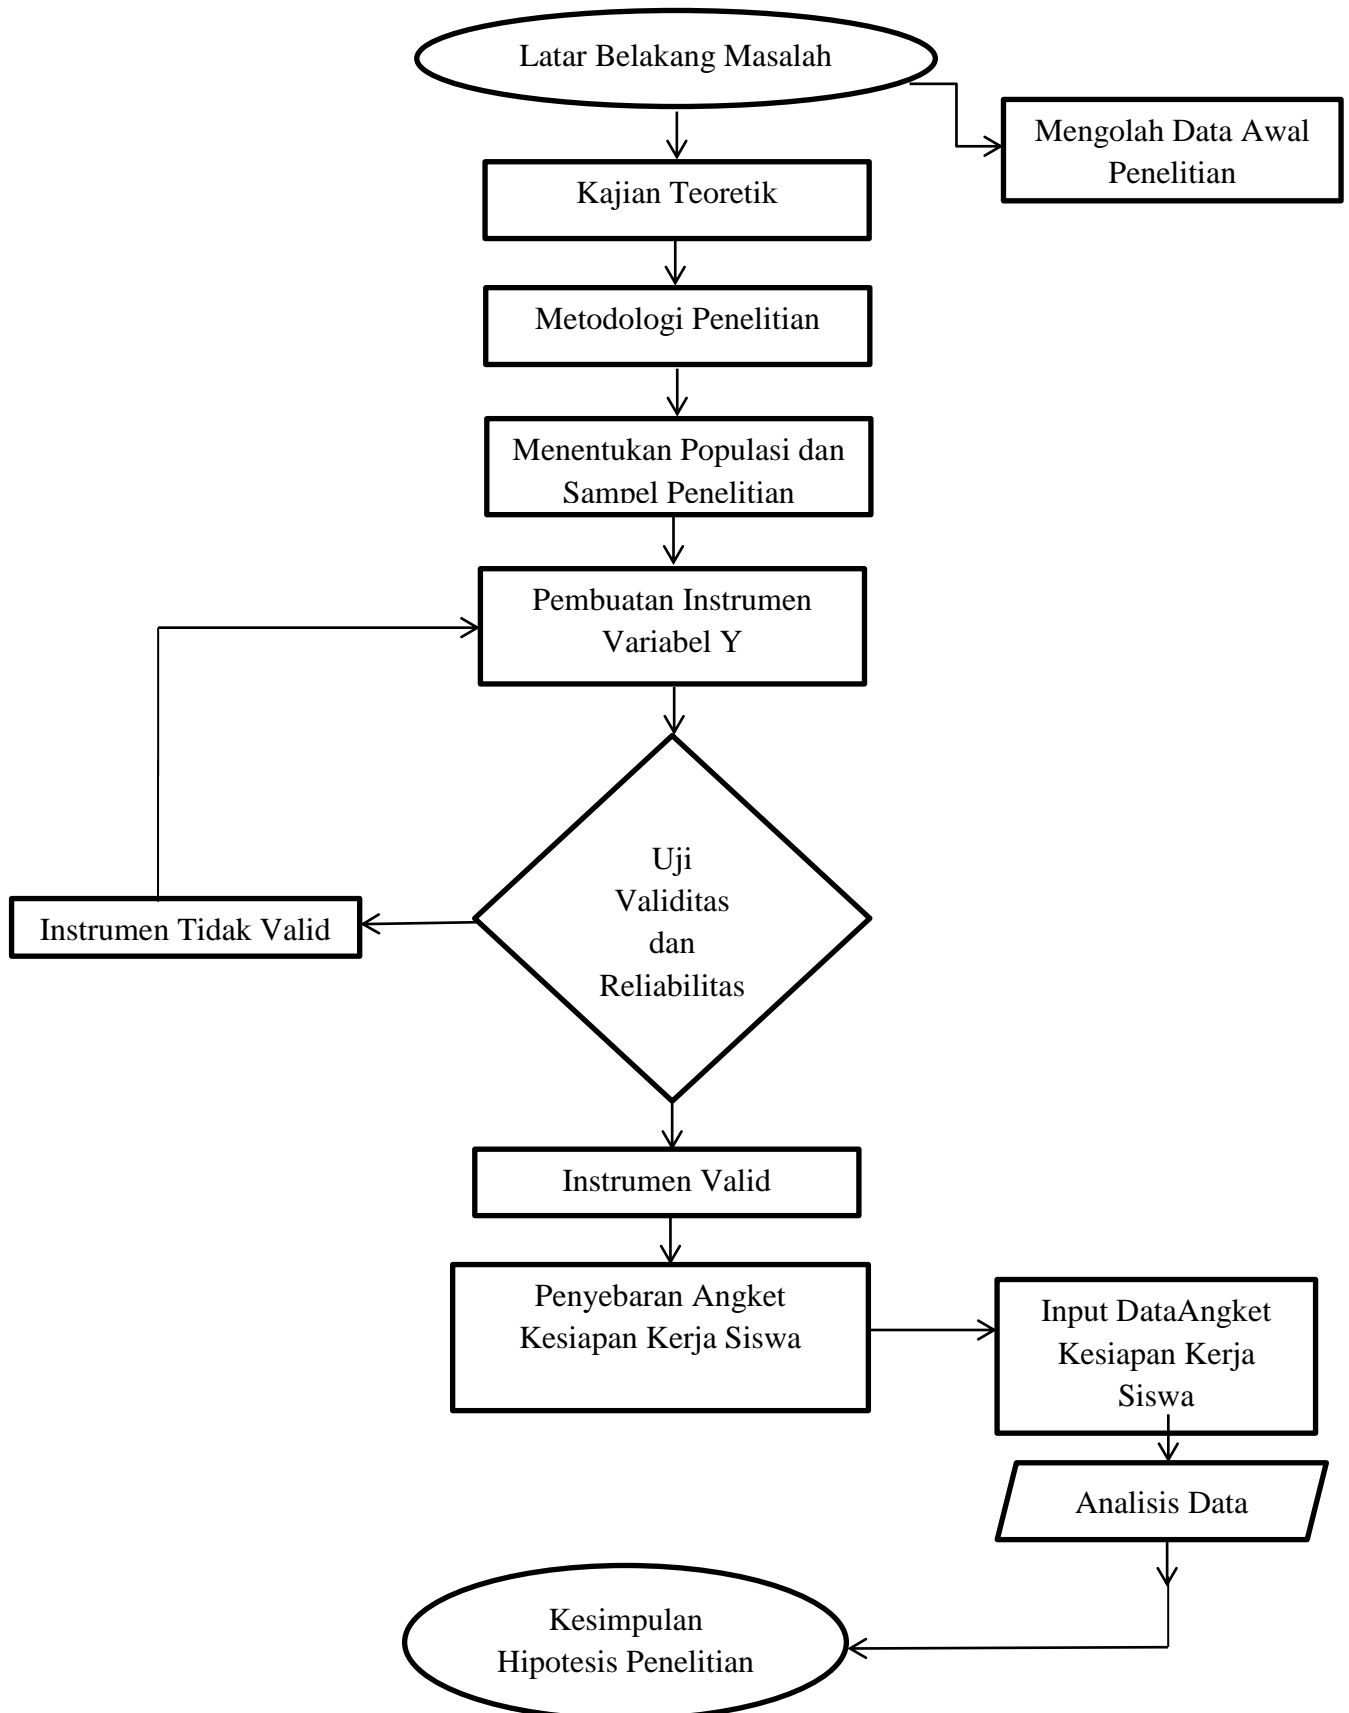 Latar Belakang Masalah
Mengolah Data Awal
Penelitian
Kajian Teoretik
Metodologi Penelitian
Menentukan Populasi dan
Sampel Penelitian
Pembuatan Instrumen
Variabel Y
Uji
Validitas
dan
Reliabilitas
Instrumen Tidak Valid
Instrumen Valid
Penyebaran Angket
Kesiapan Kerja Siswa
Input DataAngket
Kesiapan Kerja
Siswa
Analisis Data
Kesimpulan
Hipotesis Penelitian